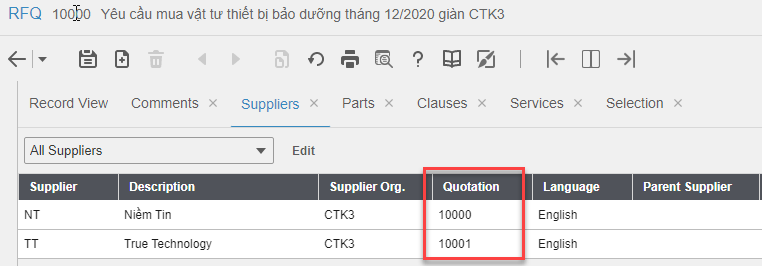 RFQ 10000 Yêu cầu mua vật tư thiết bị bảo dưỡng tháng 12/2020 giàn CTK3
Record View Comments × Suppliers × Parts × Clauses × Services × Selection ×
All Suppliers Edit
Supplier Description Supplier Org. Quotation Language Parent Supplier
NT Niềm Tin CTK3 10000 English
TT True Technology CTK3 10001 English